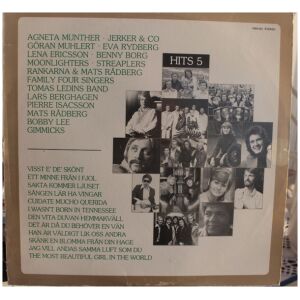 AGNETA MUNTHER · JERKER & CO
GÖRAN MUHLERT · EVA RYDBERG
LENA ERICSSON · BENNY BORG
MOONLIGHTERS · STREAPLERS
RANKARNA & MATS RÅDBERG
FAMILY FOUR SINGERS
TOMAS LEDINS BAND
LARS BERGHAGEN
PIERRE ISACSSON
MATS RÅDBERG
BOBBY LEE
GIMMICKS
HITS 5
VISST E' DE' SKÖNT
ETT MINNE FRÅN I FJOL
SAKTA KOMMER LJUSET
SÅNGEN LÄR HA VINGAR
CUIDATE MUCHO QUERIDA
I WASN'T BORN IN TENNESSEE
DEN VITA DUVAN · HEMMAKVÄLL
DET ÄR DÅ DU BEHÖVER EN VÄN
HAN ÄR VÄLDIGT LIK OSS ANDRA
SKÄNK EN BLOMMA FRÅN DIN HAGE
JAG VILL ANDAS SAMMA LUFT SOM DU
THE MOST BEAUTIFUL GIRL IN THE WORLD